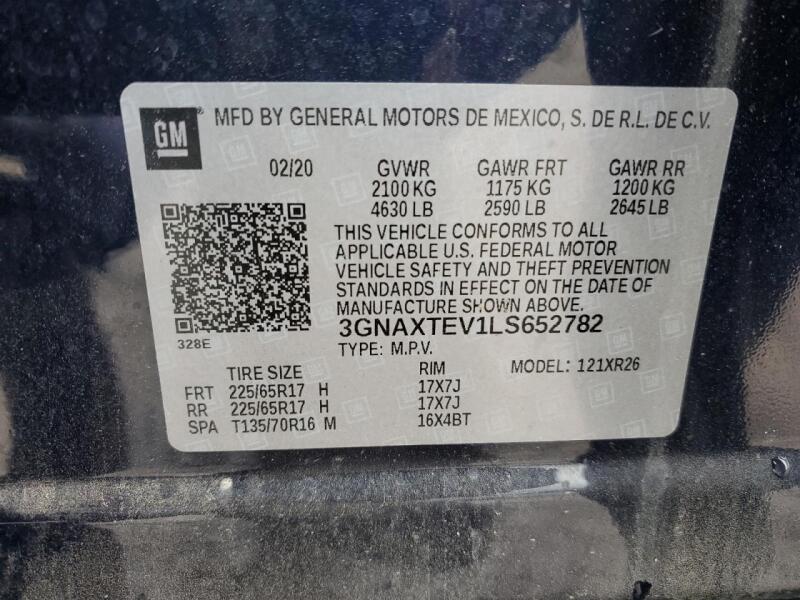 GM MFD BY GENERAL MOTORS DE MEXICO, S. DE R.L. DE C.V.
02/20 GVWR GAWR FRT GAWR RR
2100 KG 1175 KG 1200 KG
4630 LB 2590 LB 2645 LB
THIS VEHICLE CONFORMS TO ALL
APPLICABLE U.S. FEDERAL MOTOR
VEHICLE SAFETY AND THEFT PREVENTION
STANDARDS IN EFFECT ON THE DATE OF
MANUFACTURE SHOWN ABOVE.
3GNAXTEV1LS652782
328E TYPE: M.P.V.
TIRE SIZE RIM MODEL: 121XR26
FRT 225/65R17 H 17X7J
RR 225/65R17 H 17X7J
SPA T135/70R16 M 16X4BT